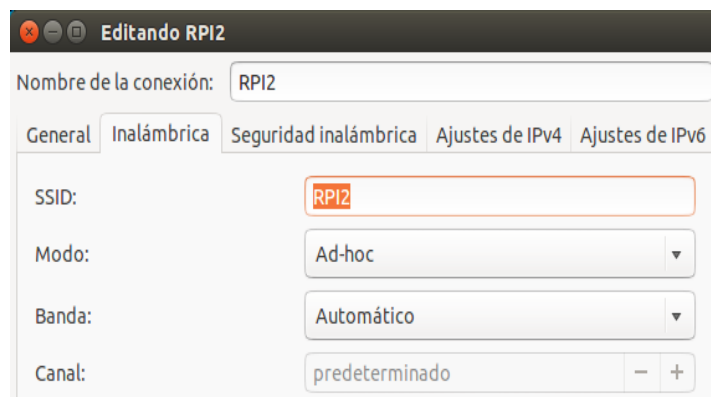 Editando RPI2
Nombre de la conexión: RPI2
General Inalámbrica Seguridad inalámbrica Ajustes de IPv4 Ajustes de IPv6
SSID: RPI2
Modo: Ad-hoc
Banda: Automático
Canal: predeterminado